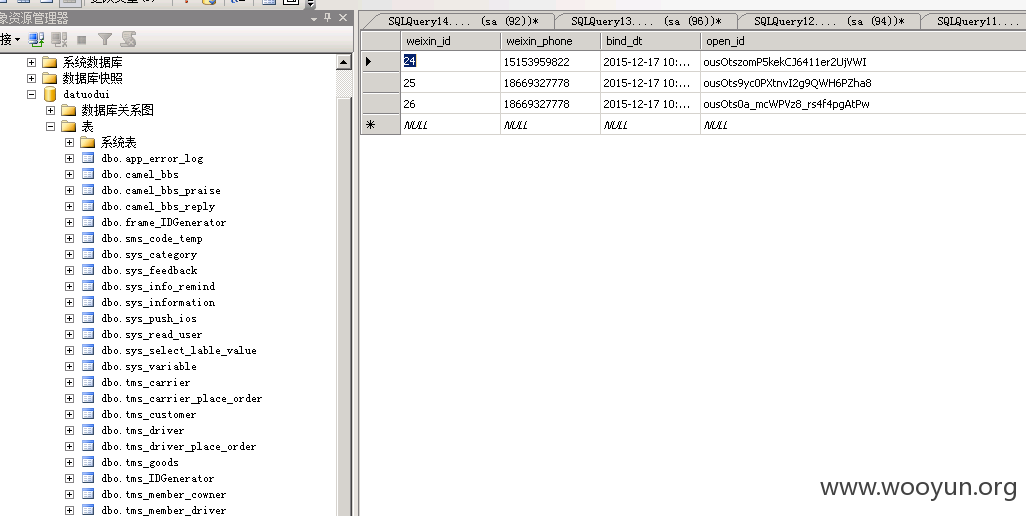 象资源管理器
SQLQuery14.... (sa (92))* SQLQuery13.... (sa (96))* SQLQuery12.... (sa (94))* SQLQuery11....
接
weixin_id weixin_phone bind_dt open_id
24 15153959822 2015-12-17 10:... ousOtszomP5kekCJ6411er2UjVWI
25 18669327778 2015-12-17 10:... ousOts9yc0PXtnvI2g9QWH6PZha8
26 18669327778 2015-12-17 10:... ousOts0a_mcWPVz8_rs4f4pgAtPw
NULL NULL NULL NULL
系统数据库
数据库快照
datuodui
数据库关系图
表
系统表
dbo.app_error_log
dbo.camel_bbs
dbo.camel_bbs_praise
dbo.camel_bbs_reply
dbo.frame_IDGenerator
dbo.sms_code_temp
dbo.sys_category
dbo.sys_feedback
dbo.sys_info_remind
dbo.sys_information
dbo.sys_push_ios
dbo.sys_read_user
dbo.sys_select_lable_value
dbo.sys_variable
dbo.tms_carrier
dbo.tms_carrier_place_order
dbo.tms_customer
dbo.tms_driver
dbo.tms_driver_place_order
dbo.tms_goods
dbo.tms_IDGenerator
dbo.tms_member_cowner
dbo.tms_member_driver
www.wooyun.org